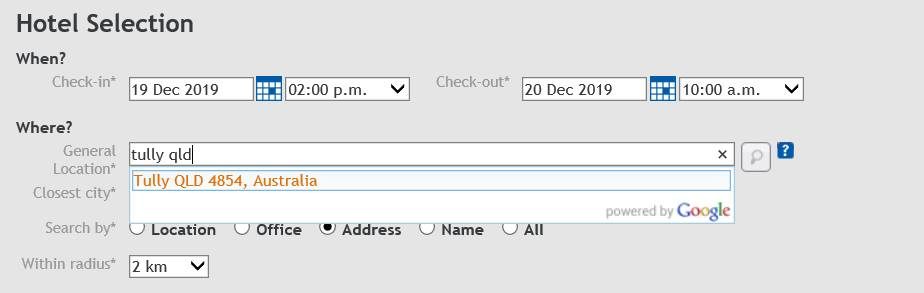 Hotel Selection
When?
Check-in* 19 Dec 2019 02:00 p.m. Check-out* 20 Dec 2019 10:00 a.m.
Where?
General Location* tully qld × ?
Tully QLD 4854, Australia
Closest city*
powered by Google
Search by* Location Office Address Name All
Within radius* 2 km